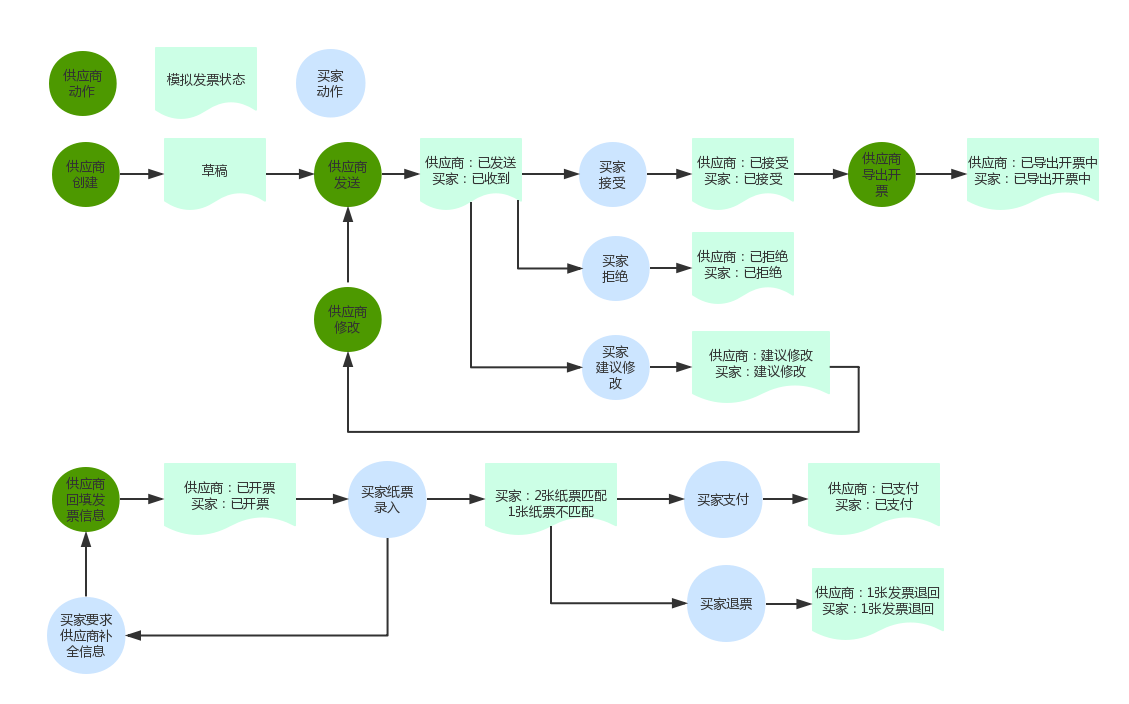 供应商
动作
模拟发票状态
买家
动作
供应商
创建
草稿
供应商
发送
供应商：已发送
买家：已收到
买家
接受
供应商：已接受
买家：已接受
供应商
导出开
票
供应商：已导出开票中
买家：已导出开票中
买家
拒绝
供应商：已拒绝
买家：已拒绝
供应商
修改
买家
建议修
改
供应商：建议修改
买家：建议修改
供应商
回填发
票信息
供应商：已开票
买家：已开票
买家纸票
录入
买家：2张纸票匹配
1张纸票不匹配
买家支付
供应商：已支付
买家：已支付
买家要求
供应商补
全信息
买家退票
供应商：1张发票退回
买家：1张发票退回